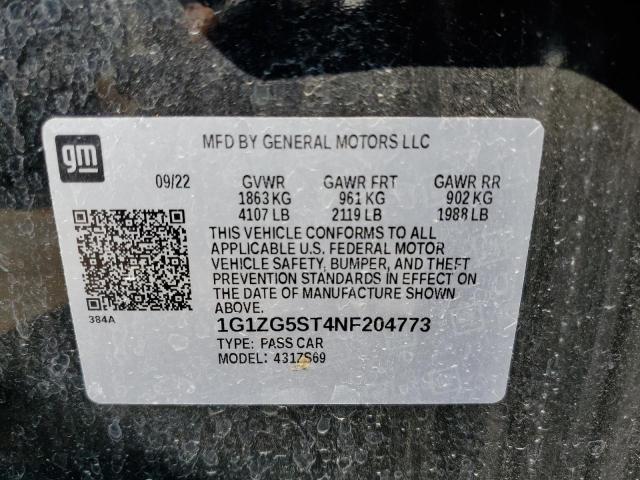 gm
MFD BY GENERAL MOTORS LLC
09/22 GVWR GAWR FRT GAWR RR
1863 KG 961 KG 902 KG
4107 LB 2119 LB 1988 LB
THIS VEHICLE CONFORMS TO ALL
APPLICABLE U.S. FEDERAL MOTOR
VEHICLE SAFETY, BUMPER, AND THEFT
PREVENTION STANDARDS IN EFFECT ON
THE DATE OF MANUFACTURE SHOWN
ABOVE.
384A
1G1ZG5ST4NF204773
TYPE: PASS CAR
MODEL: 4317S69